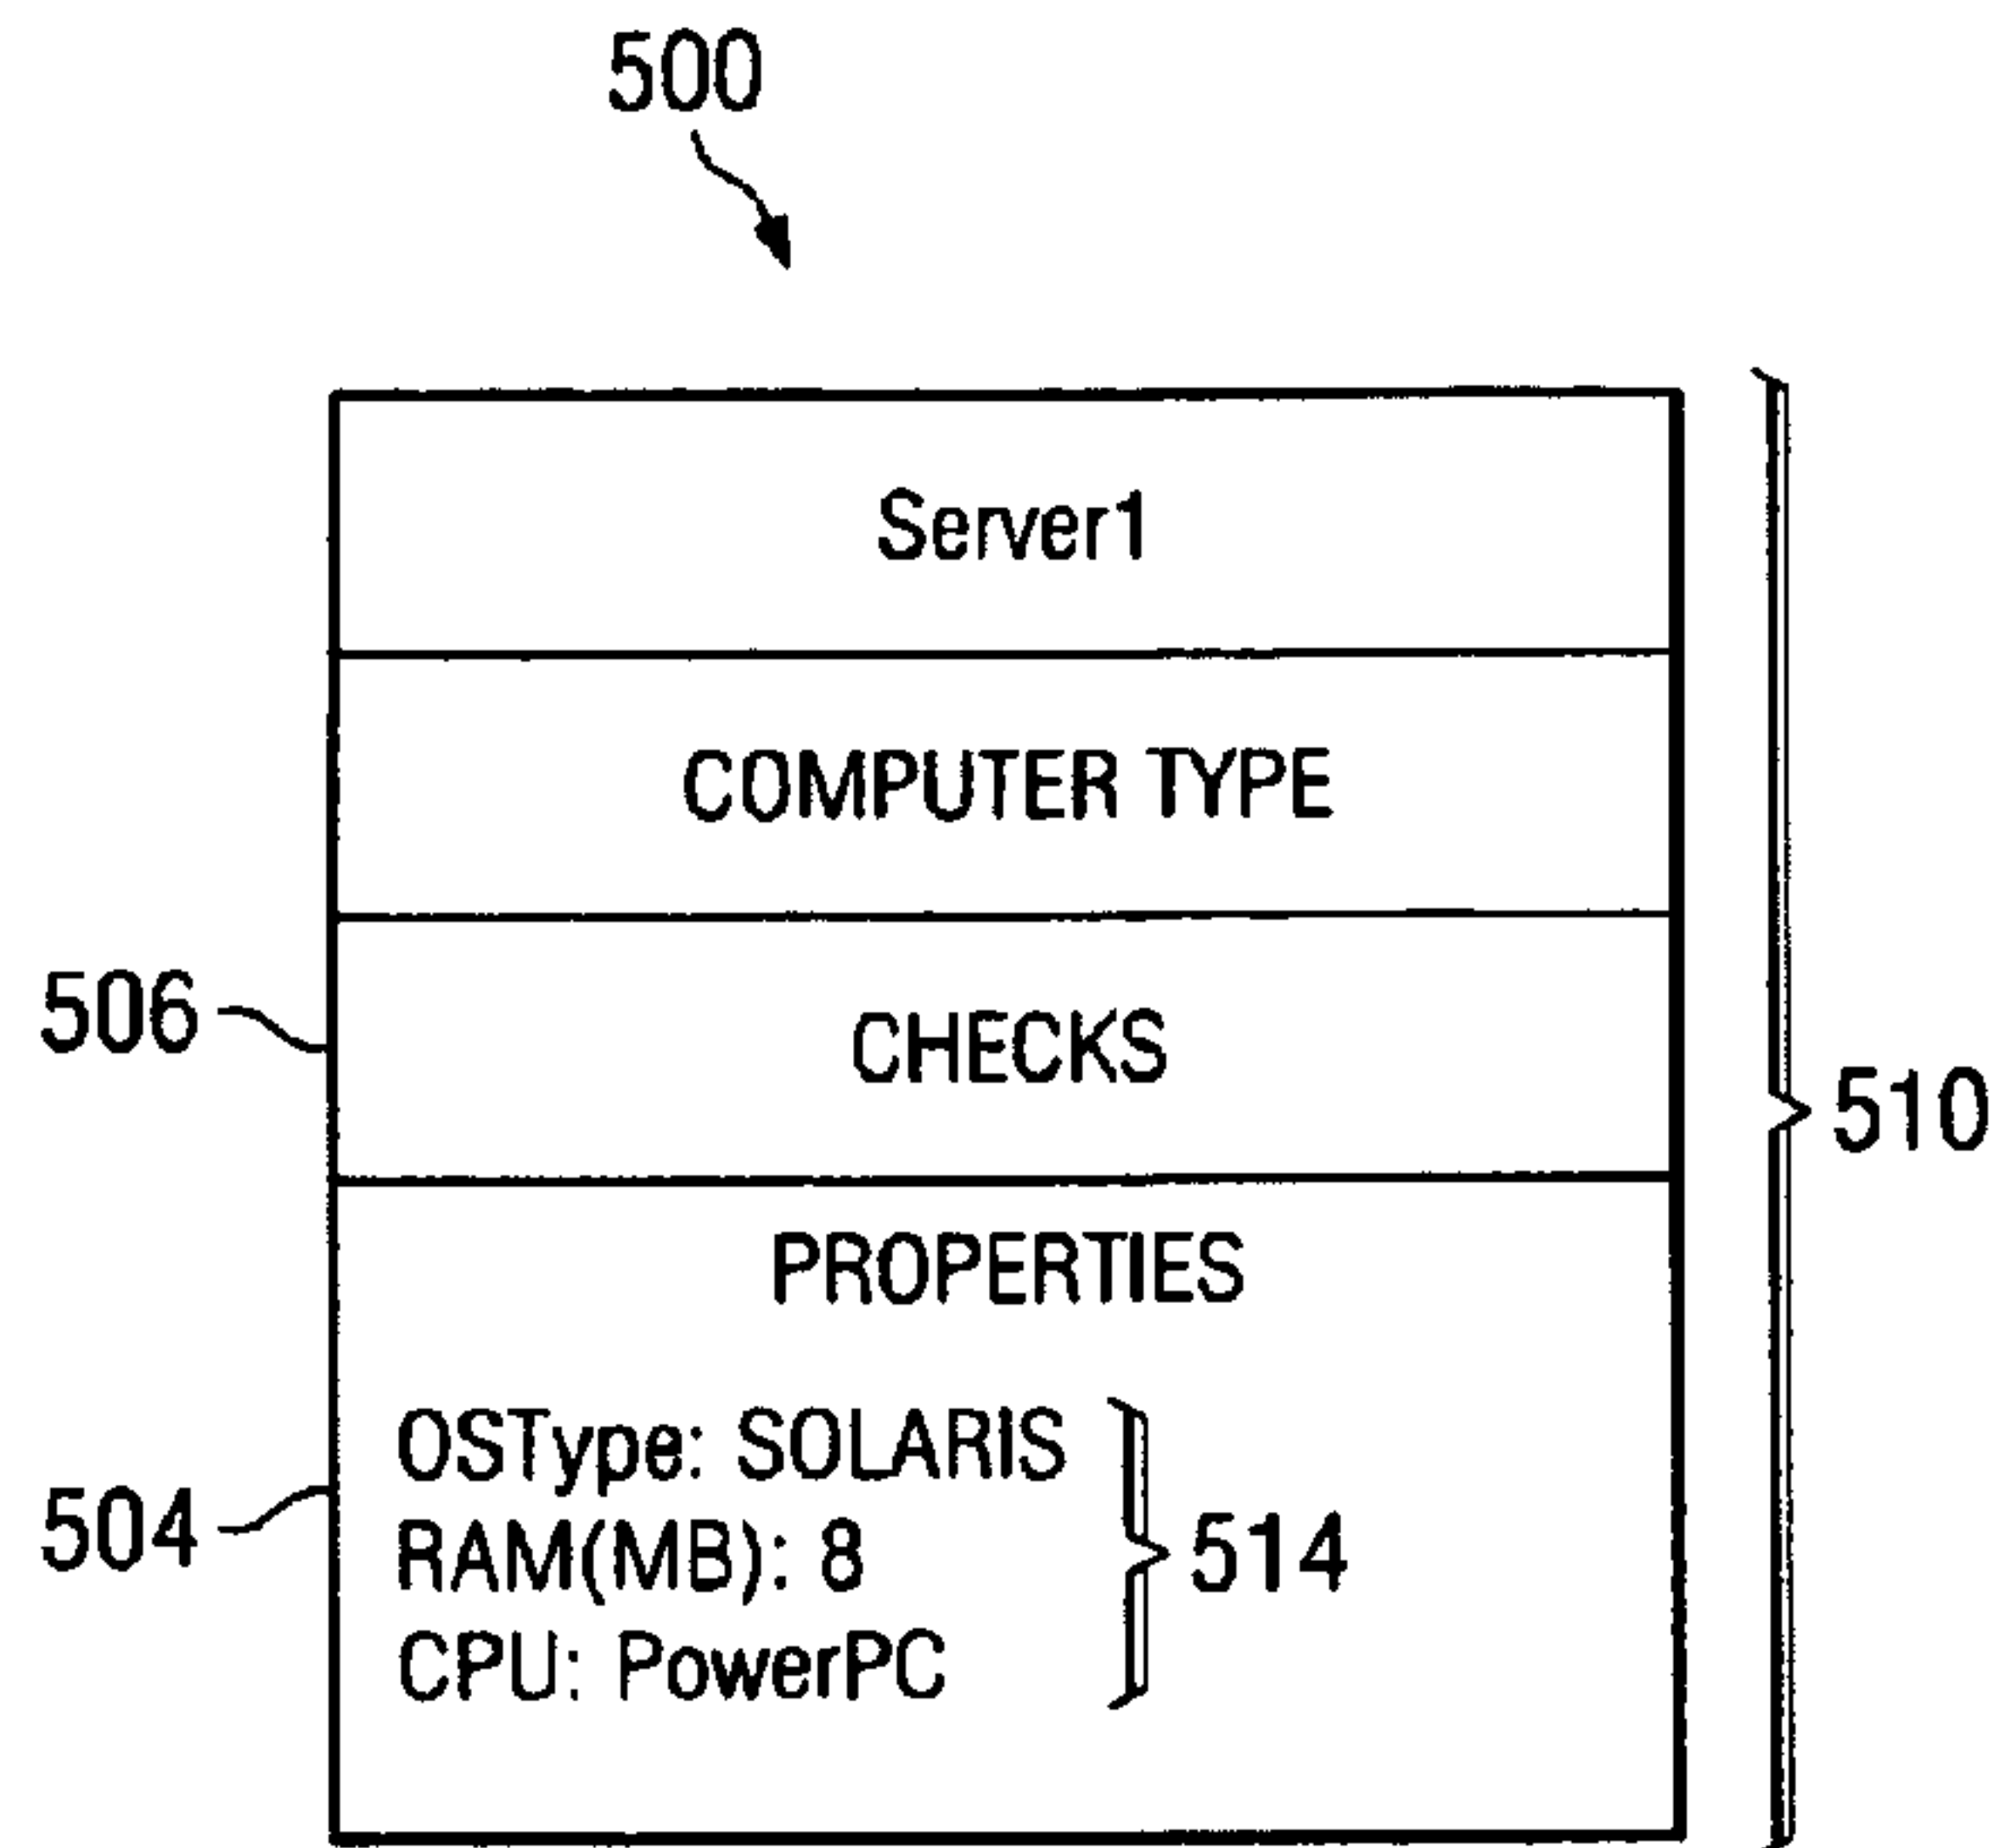 500
Server1
COMPUTER TYPE
506
CHECKS
510
PROPERTIES
OSType: SOLARIS
504
RAM(MB): 8
514
CPU: PowerPC